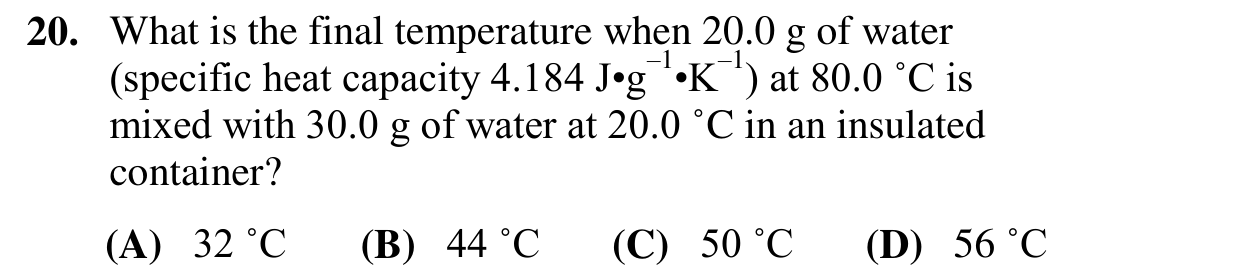 20. What is the final temperature when 20.0 g of water
(specific heat capacity 4.184 J•g⁻¹•K⁻¹) at 80.0 ˚C is
mixed with 30.0 g of water at 20.0 ˚C in an insulated
container?
(A) 32 ˚C (B) 44 ˚C (C) 50 ˚C (D) 56 ˚C